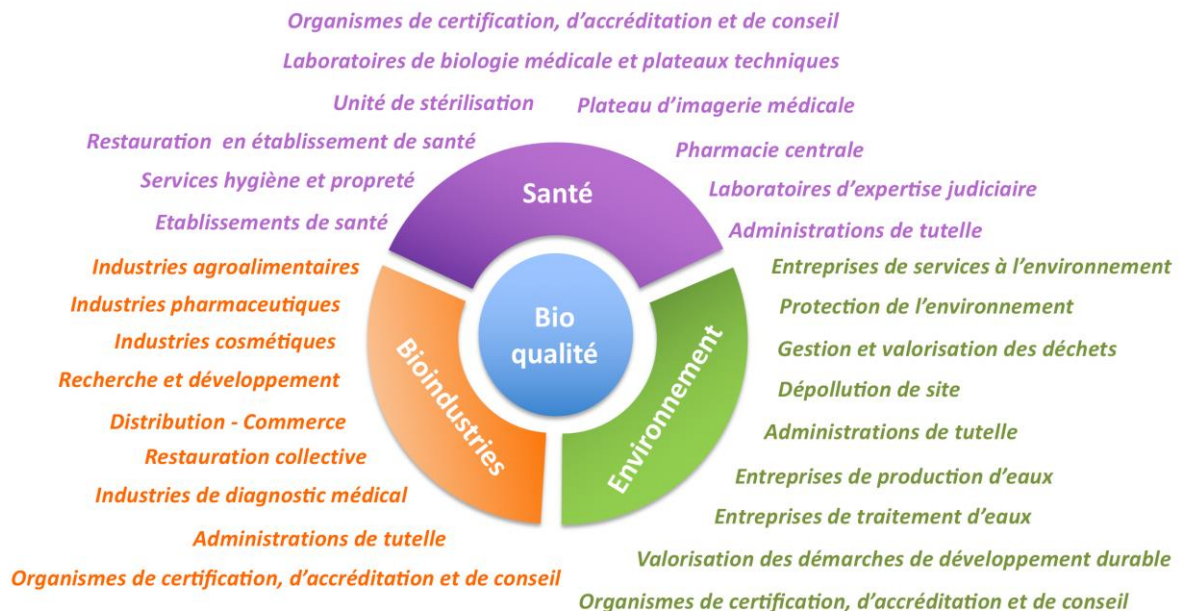 Organismes de certification, d’accréditation et de conseil
Laboratoires de biologie médicale et plateaux techniques
Unité de stérilisation
Plateau d’imagerie médicale
Restauration en établissement de santé
Pharmacie centrale
Services hygiène et propreté
Laboratoires d’expertise judiciaire
Etablissements de santé
Administrations de tutelle
Santé
Industries agroalimentaires
Industries pharmaceutiques
Industries cosmétiques
Recherche et développement
Distribution - Commerce
Restauration collective
Industries de diagnostic médical
Administrations de tutelle
Organismes de certification, d’accréditation et de conseil
Bioindustries
Bio
qualité
Environnement
Entreprises de services à l’environnement
Protection de l’environnement
Gestion et valorisation des déchets
Dépollution de site
Administrations de tutelle
Entreprises de production d’eaux
Entreprises de traitement d’eaux
Valorisation des démarches de développement durable
Organismes de certification, d’accréditation et de conseil